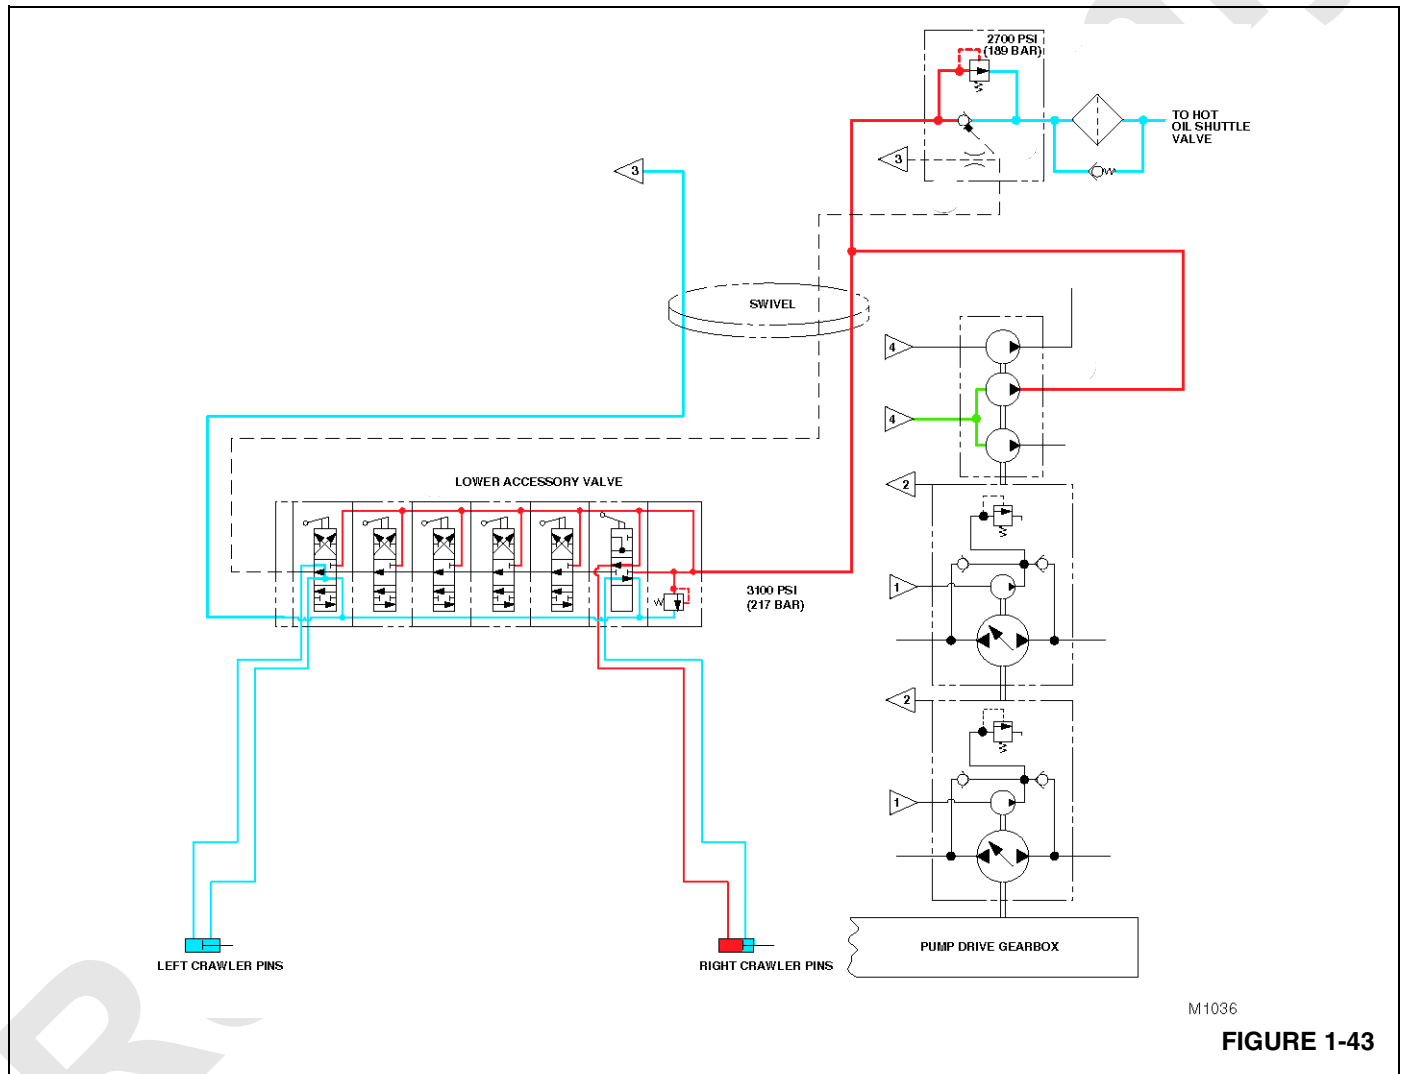 2700 PSI
(189 BAR)
TO HOT
OIL SHUTTLE
VALVE
3
3
SWIVEL
4
4
LOWER ACCESSORY VALVE
2
1
3100 PSI
(217 BAR)
2
1
PUMP DRIVE GEARBOX
LEFT CRAWLER PINS
RIGHT CRAWLER PINS
M1036
FIGURE 1-43